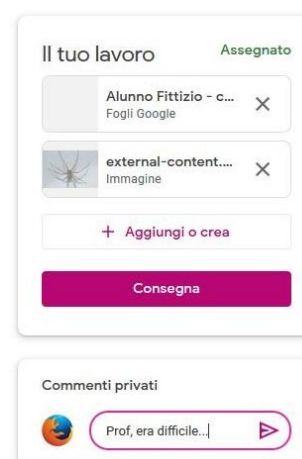 Il tuo lavoro
Assegnato
Alunno Fittizio - c...
Fogli Google
external-content....
Immagine
+ Aggiungi o crea
Consegna
Commenti privati
Prof, era difficile...